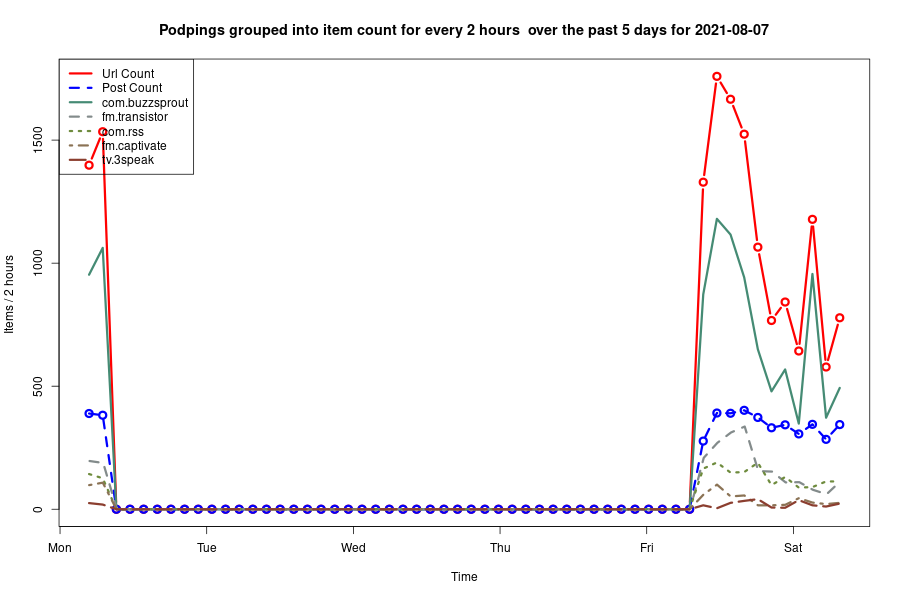 Podpings grouped into item count for every 2 hours  over the past 5 days for 2021-08-07
Url Count
Post Count
com.buzzsprout
fm.transistor
com.rss
fm.captivate
tv.3speak
Items / 2 hours
1500
1000
500
0
Mon Tue Wed Thu Fri Sat
Time